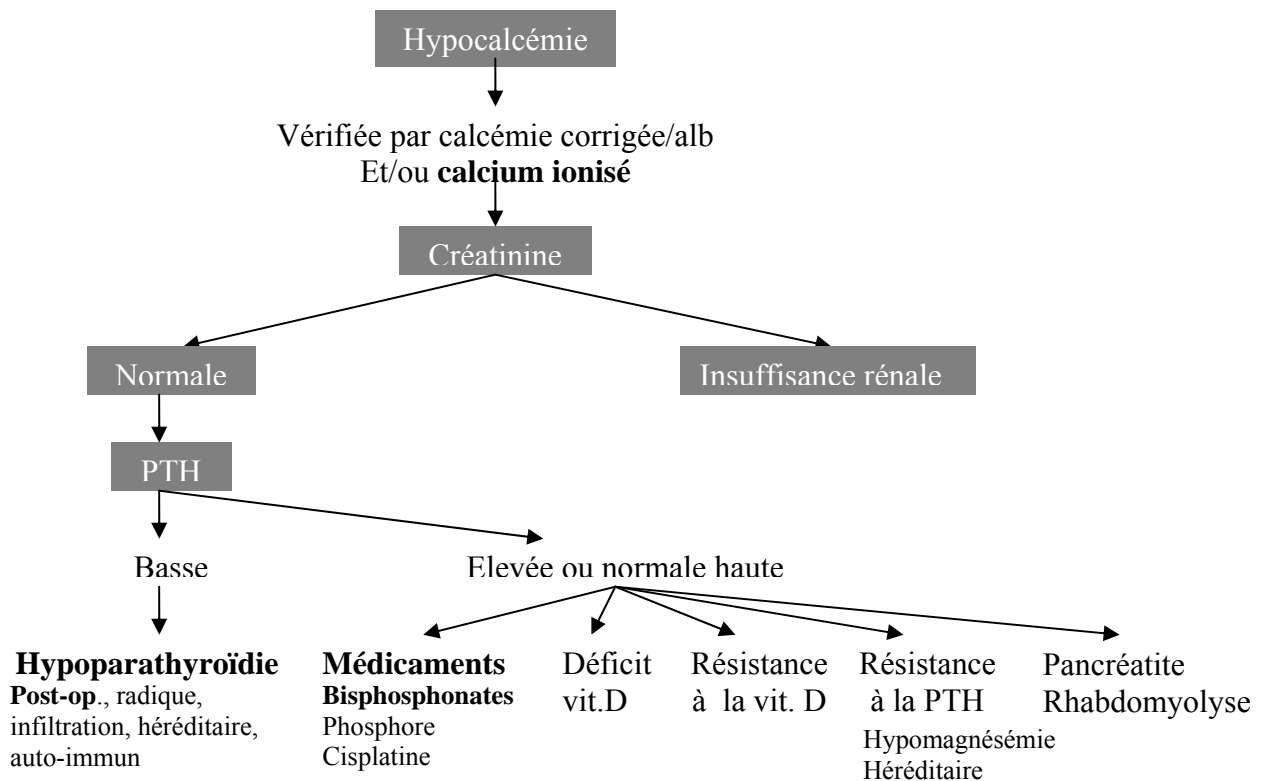 Hypocalcémie
Vérifiée par calcémie corrigée/alb
Et/ou calcium ionisé
Créatinine
Normale
Insuffisance rénale
PTH
Basse
Elevée ou normale haute
Hypoparathyroïdie
Post-op., radique,
infiltration, héréditaire,
auto-immun
Médicaments
Bisphosphonates
Phosphore
Cisplatine
Déficit
vit.D
Résistance
à la vit. D
Résistance
à la PTH
Hypomagnésémie
Héréditaire
Pancréatite
Rhabdomyolyse